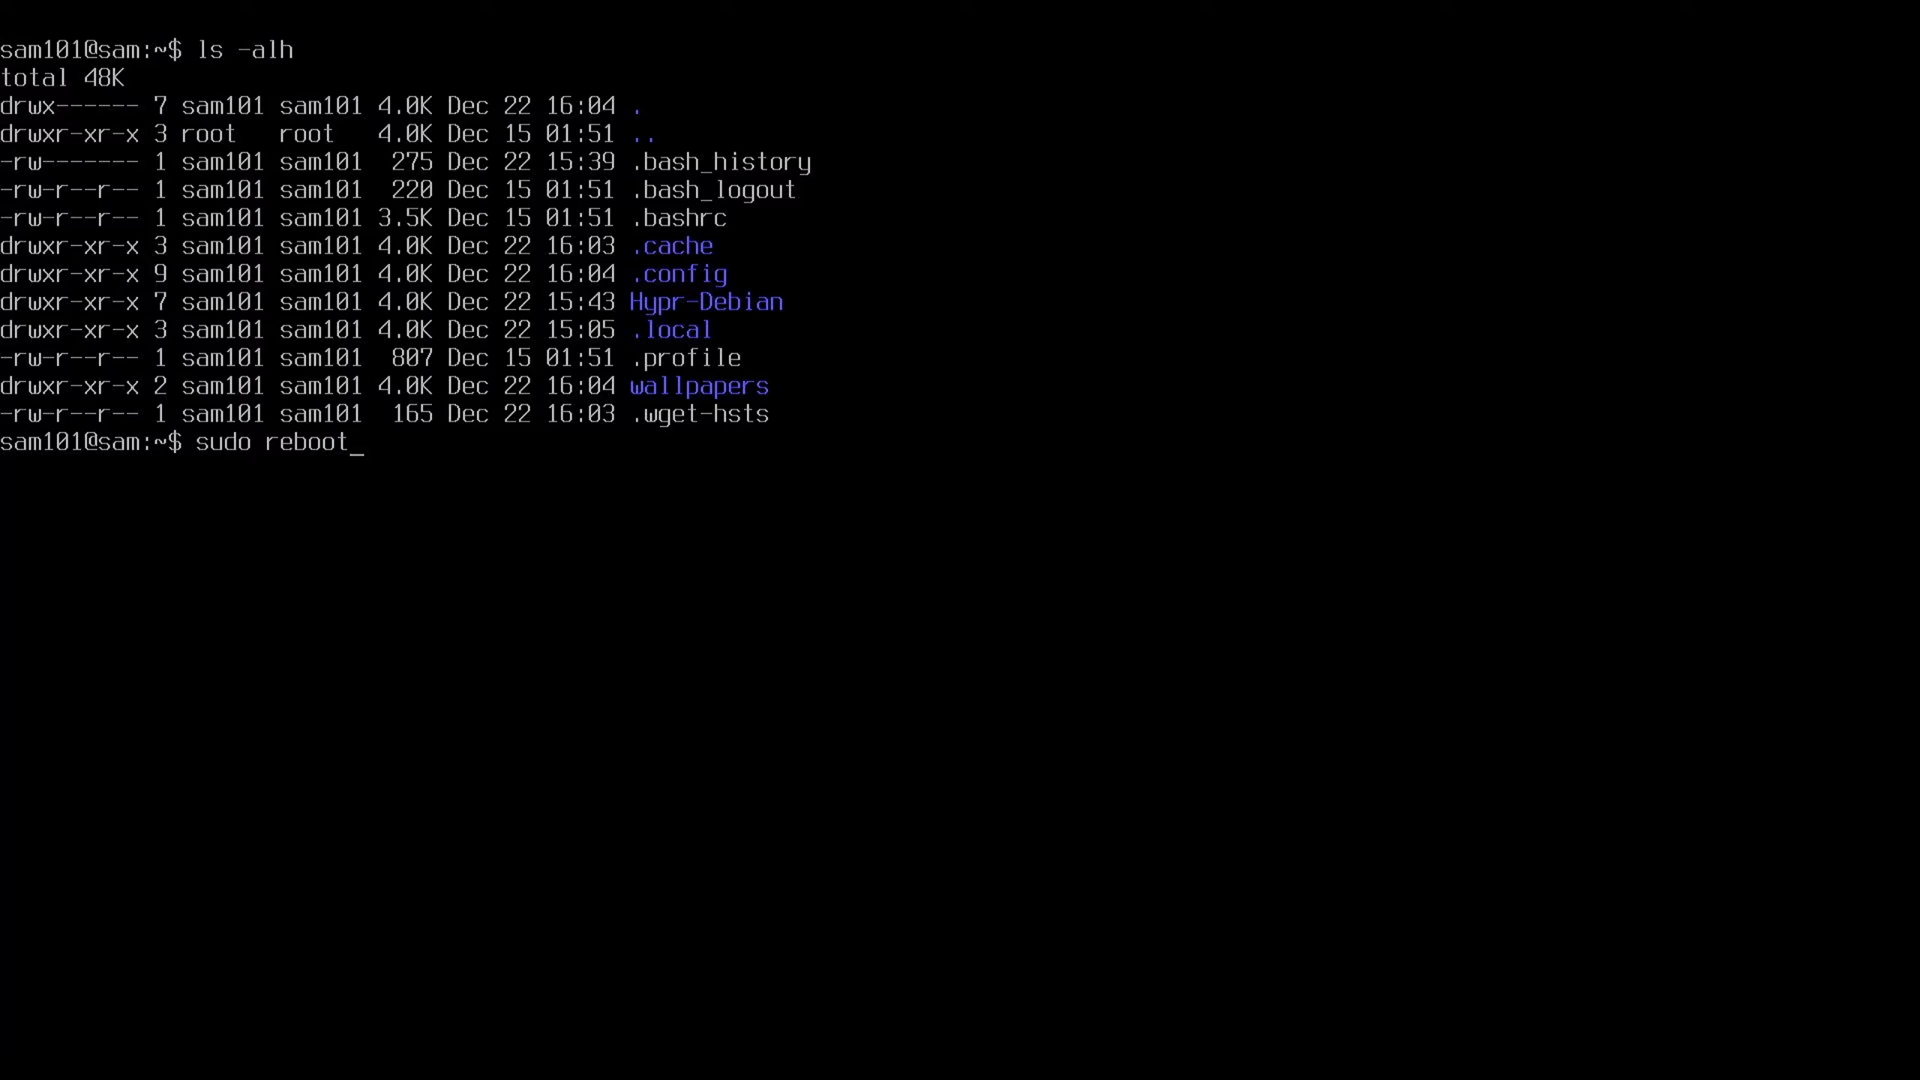 sam101@sam:~$ ls -alh
total 48K
drwx------ 7 sam101 sam101 4.0K Dec 22 16:04 .
drwxr-xr-x 3 root   root   4.0K Dec 15 01:51 ..
-rw------- 1 sam101 sam101  275 Dec 22 15:39 .bash_history
-rw-r--r-- 1 sam101 sam101  220 Dec 15 01:51 .bash_logout
-rw-r--r-- 1 sam101 sam101 3.5K Dec 15 01:51 .bashrc
drwxr-xr-x 3 sam101 sam101 4.0K Dec 22 16:03 .cache
drwxr-xr-x 9 sam101 sam101 4.0K Dec 22 16:04 .config
drwxr-xr-x 7 sam101 sam101 4.0K Dec 22 15:43 Hypr-Debian
drwxr-xr-x 3 sam101 sam101 4.0K Dec 22 15:05 .local
-rw-r--r-- 1 sam101 sam101  807 Dec 15 01:51 .profile
drwxr-xr-x 2 sam101 sam101 4.0K Dec 22 16:04 wallpapers
-rw-r--r-- 1 sam101 sam101  165 Dec 22 16:03 .wget-hsts
sam101@sam:~$ sudo reboot_